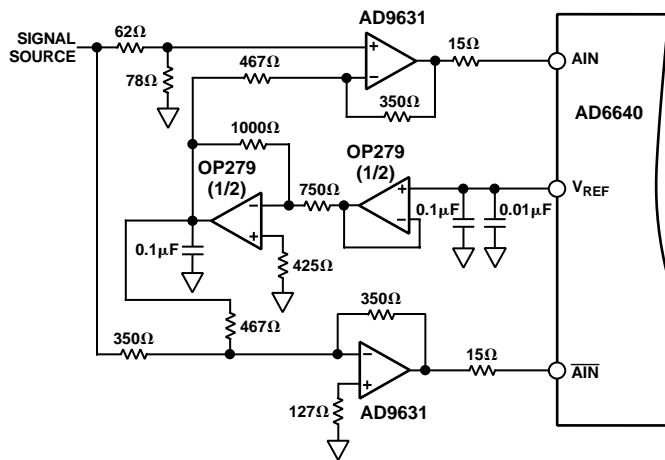 AD9631
SIGNAL
SOURCE
62Ω
467Ω
15Ω
AIN
78Ω
350Ω
AD6640
1000Ω
OP279
(1/2)
OP279
(1/2)
750Ω
VREF
0.1μF
0.01μF
0.1μF
425Ω
467Ω
350Ω
350Ω
15Ω
AIN
127Ω
AD9631